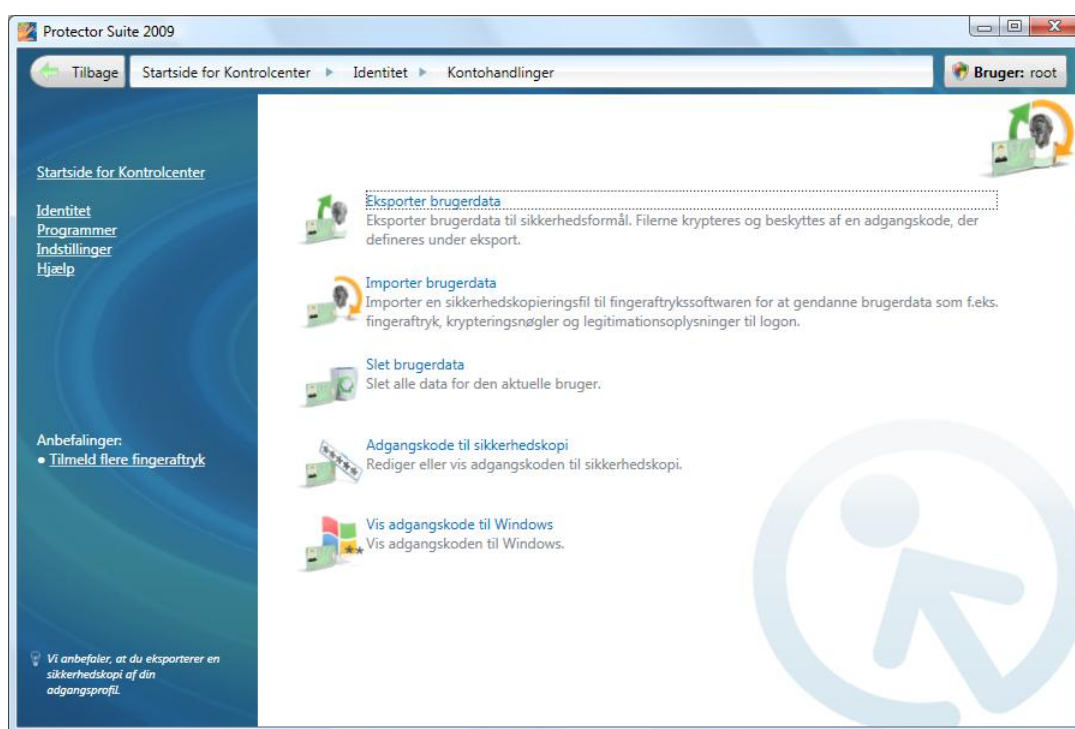 Protector Suite 2009
Tilbage
Startside for Kontrolcenter
Identitet
Kontohandlinger
Bruger: root
Startside for Kontrolcenter
Identitet
Programmer
Indstillinger
Hjælp
Anbefalinger:
• Tilmeld flere fingeraftryk
Vi anbefaler, at du eksporterer en
sikkerhedskopi af din
adgangsprofil.
Eksporter brugerdata
Eksporter brugerdata til sikkerhedsformål. Filerne krypteres og beskyttes af en adgangskode, der
defineres under eksport.
Importer brugerdata
Importer en sikkerhedskopieringsfil til fingeraftrykssoftwaren for at gendanne brugerdata som f.eks.
fingeraftryk, krypteringsnøgler og legitimationsoplysninger til logon.
Slet brugerdata
Slet alle data for den aktuelle bruger.
Adgangskode til sikkerhedskopi
Rediger eller vis adgangskoden til sikkerhedskopi.
Vis adgangskode til Windows
Vis adgangskoden til Windows.